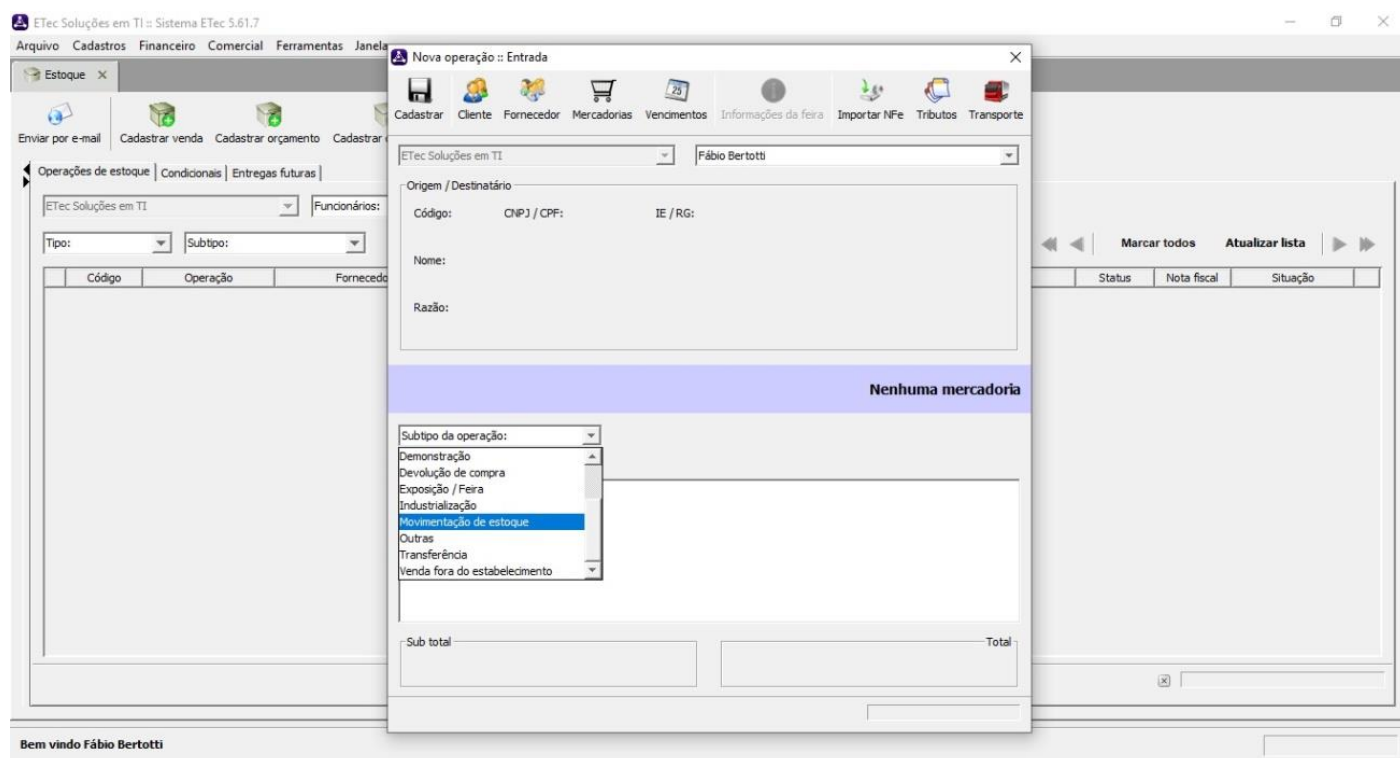 ETec Soluções em TI :: Sistema ETec 5.61.7
Arquivo Cadastros Financeiro Comercial Ferramentas Janela
Estoque
Enviar por e-mail Cadastrar venda Cadastrar orçamento Cadastrar
Operações de estoque Condicionais Entregas futuras
ETec Soluções em TI Funcionários:
Tipo: Subtipo: Marcar todos Atualizar lista
Código Operação Fornecedo Status Nota fiscal Situação
Nova operação :: Entrada
Cadastrar Cliente Fornecedor Mercadorias Vencimentos Informações da feira Importar NFe Tributos Transporte
ETec Soluções em TI Fábio Bertotti
Origem / Destinatário
Código: CNPJ / CPF: IE / RG:
Nome:
Razão:
Nenhuma mercadoria
Subtipo da operação:
Demonstração
Devolução de compra
Exposição / Feira
Industrialização
Movimentação de estoque
Outras
Transferência
Venda fora do estabelecimento
Sub total Total
Bem vindo Fábio Bertotti